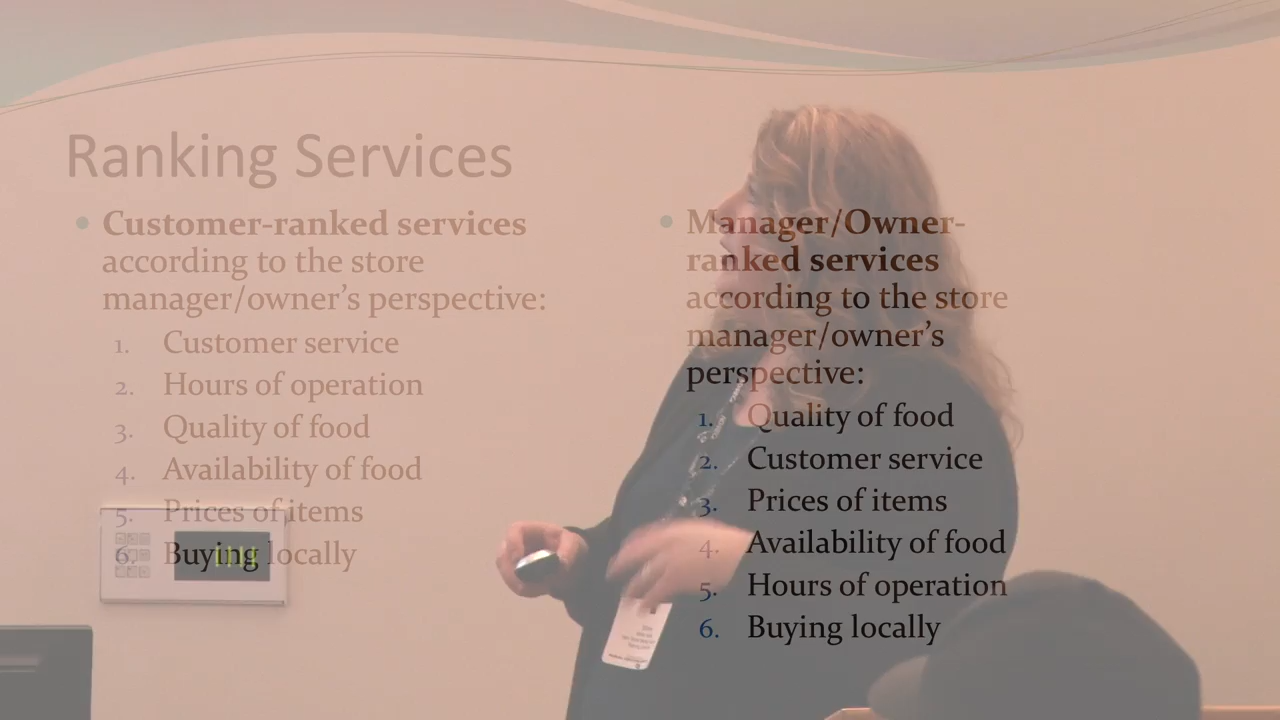 Ranking Services
• Customer-ranked services
according to the store
manager/owner’s perspective:
1. Customer service
2. Hours of operation
3. Quality of food
4. Availability of food
5. Prices of items
6. Buying locally
• Manager/Owner-
ranked services
according to the store
manager/owner’s
perspective:
1. Quality of food
2. Customer service
3. Prices of items
4. Availability of food
5. Hours of operation
6. Buying locally